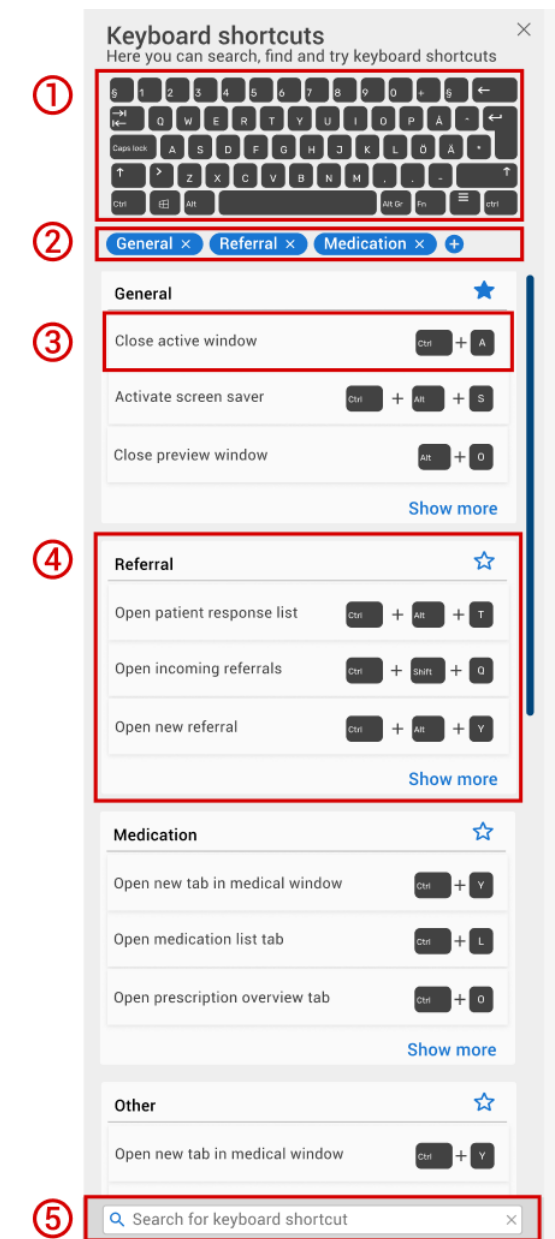 Keyboard shortcuts
Here you can search, find and try keyboard shortcuts
1
§ 1 2 3 4 5 6 7 8 9 0 + §
Q W E R T Y U I O P Å -
Caps lock A S D F G H J K L Ö Ä *
> Z X C V B N M , . -
Ctrl Alt Alt Gr Fn ctrl
2
General × Referral × Medication × +
General
3
Close active window Ctrl + A
Activate screen saver Ctrl + Alt + S
Close preview window Alt + O
Show more
4
Referral
Open patient response list Ctrl + Alt + T
Open incoming referrals Ctrl + Shift + Q
Open new referral Ctrl + Alt + Y
Show more
Medication
Open new tab in medical window Ctrl + Y
Open medication list tab Ctrl + L
Open prescription overview tab Ctrl + O
Show more
Other
Open new tab in medical window Ctrl + Y
5
Search for keyboard shortcut